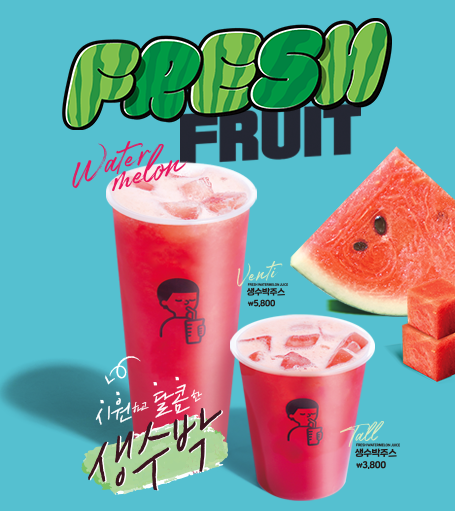 FRESH
FRUIT
Water
melon
Venti
FRESH WATERMELON JUICE
생수박주스
₩5,800
시원하고 달콤한
생수박
Tall
FRESH WATERMELON JUICE
생수박주스
₩3,800